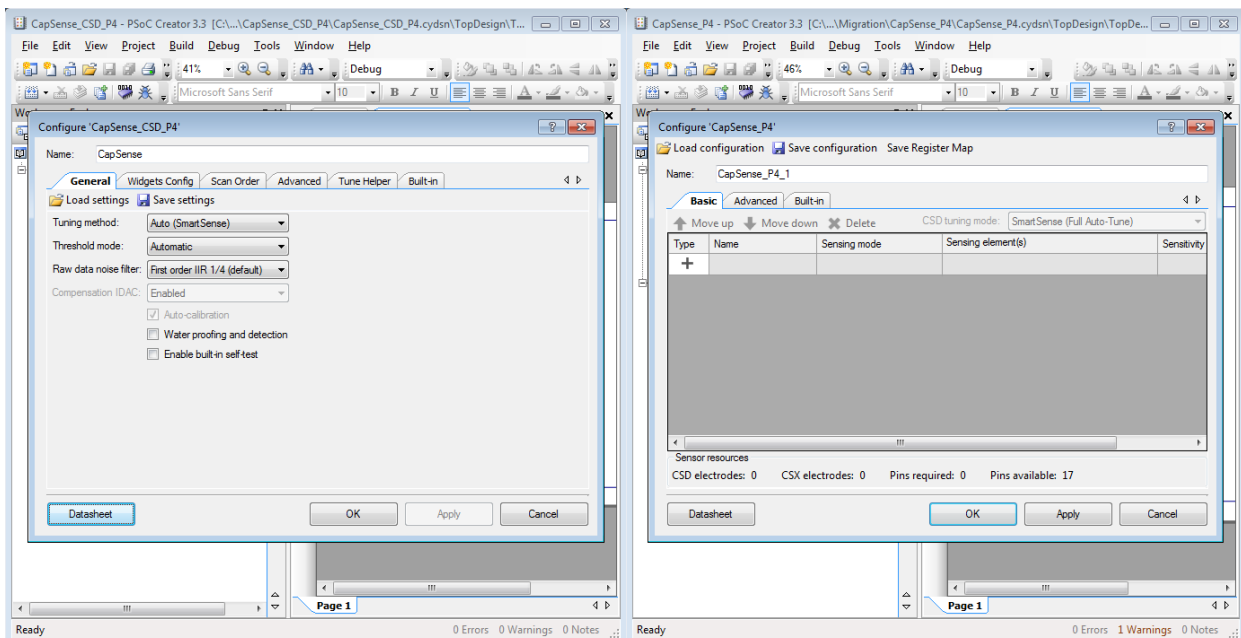 CapSense_CSD_P4 - PSoC Creator 3.3 [C:\...\CapSense_CSD_P4\CapSense_CSD_P4.cydsn\TopDesign\T...
File Edit View Project Build Debug Tools Window Help
41% Debug
Microsoft Sans Serif 10 B I U A
Configure 'CapSense_CSD_P4'
Name: CapSense
General Widgets Config Scan Order Advanced Tune Helper Built-in
Load settings Save settings
Tuning method: Auto (SmartSense)
Threshold mode: Automatic
Raw data noise filter: First order IIR 1/4 (default)
Compensation IDAC: Enabled
Auto-calibration
Water proofing and detection
Enable built-in self-test
Datasheet OK Apply Cancel
Page 1
Ready 0 Errors 0 Warnings 0 Notes
CapSense_P4 - PSoC Creator 3.3 [C:\...\Migration\CapSense_P4\CapSense_P4.cydsn\TopDesign\TopDe...
File Edit View Project Build Debug Tools Window Help
46% Debug
Microsoft Sans Serif 10 B I U A
Configure 'CapSense_P4'
Load configuration Save configuration Save Register Map
Name: CapSense_P4_1
Basic Advanced Built-in
Move up Move down Delete CSD tuning mode: SmartSense (Full Auto-Tune)
Type Name Sensing mode Sensing element(s) Sensitivity
Sensor resources
CSD electrodes: 0 CSX electrodes: 0 Pins required: 0 Pins available: 17
Datasheet OK Apply Cancel
Page 1
Ready 0 Errors 1 Warnings 0 Notes